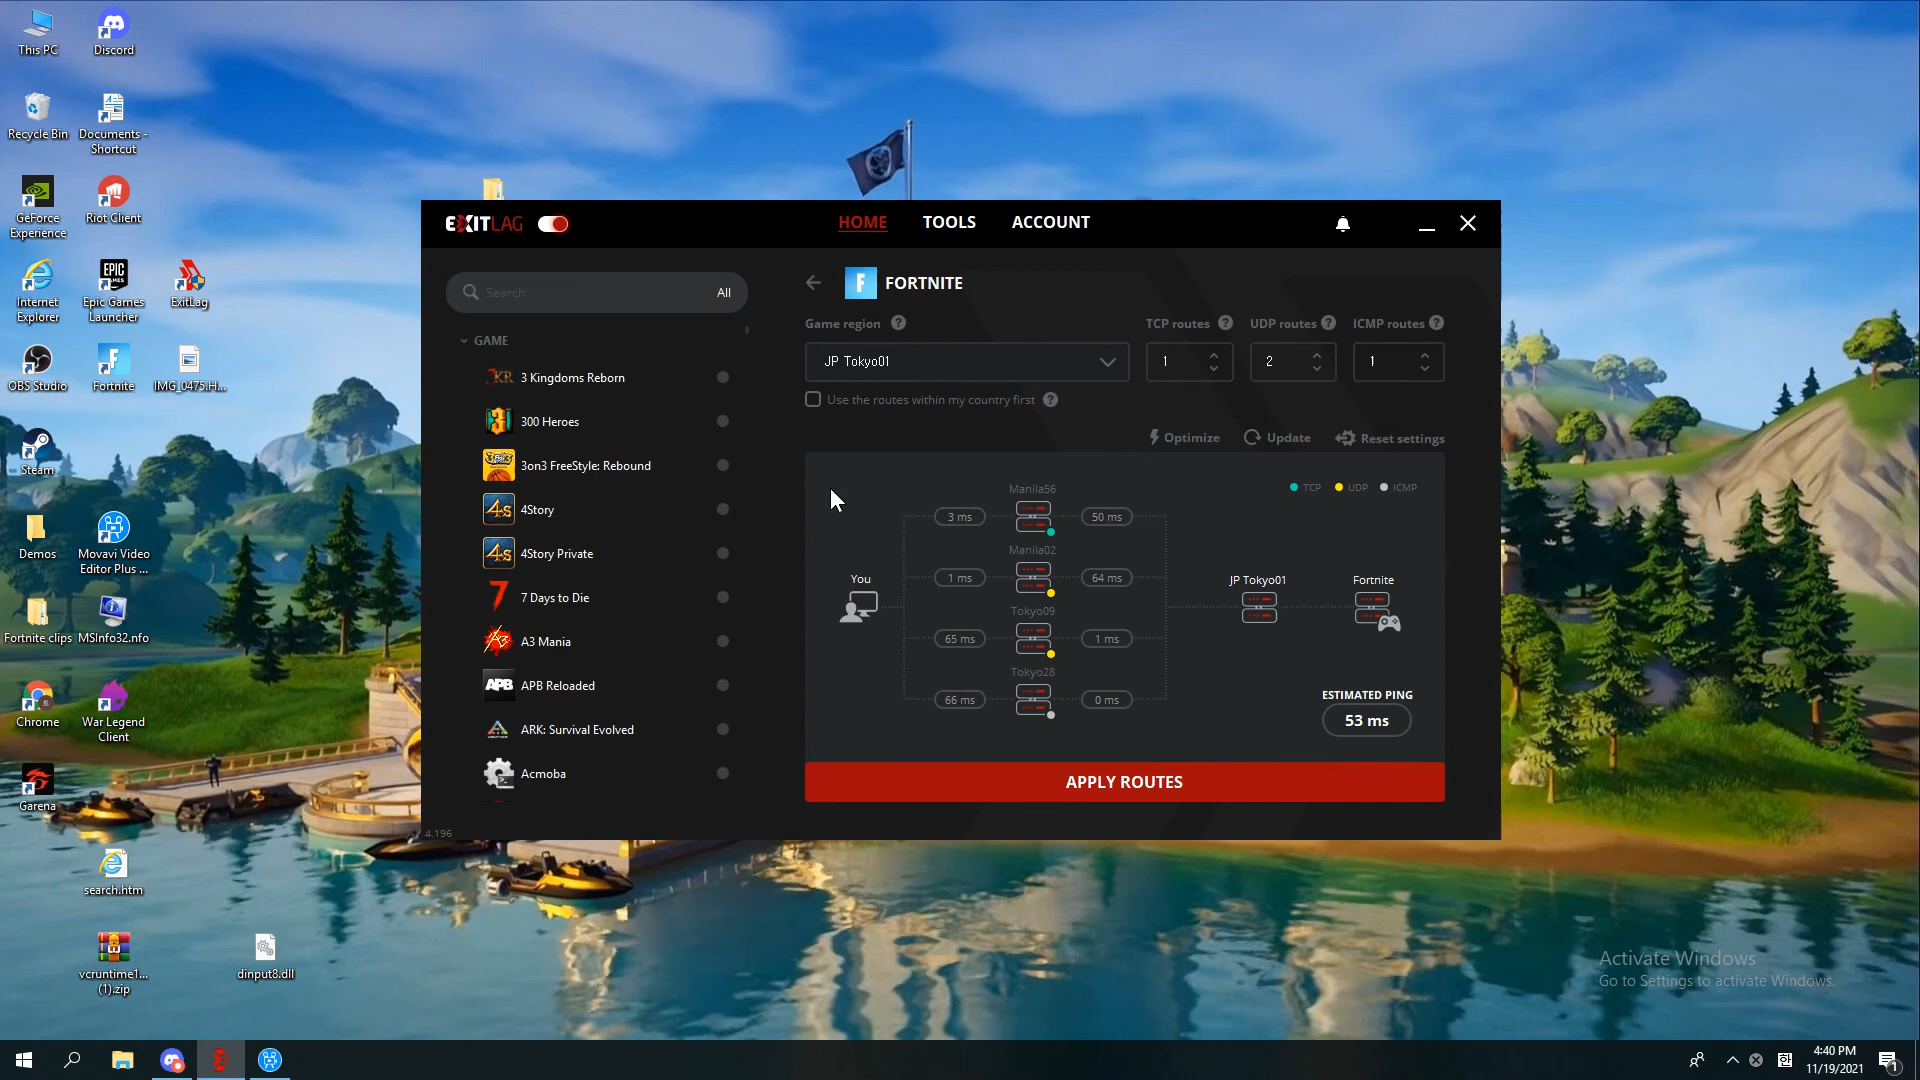 This PC
Discord
Recycle Bin
Documents -
Shortcut
GeForce
Experience
Riot Client
Internet
Explorer
Epic Games
Launcher
ExitLag
OBS Studio
Fortnite
IMG_0475.H...
Steam
Demos
Movavi Video
Editor Plus ...
Fortnite clips
MSInfo32.nfo
Chrome
War Legend
Client
Garena
search.htm
vcruntime1...
(1).zip
dinput8.dll
EXITLAG
HOME
TOOLS
ACCOUNT
Search
All
GAME
3 Kingdoms Reborn
300 Heroes
3on3 FreeStyle: Rebound
4Story
4Story Private
7 Days to Die
A3 Mania
APB Reloaded
ARK: Survival Evolved
Acmoba
4.196
FORTNITE
Game region
TCP routes
UDP routes
ICMP routes
JP Tokyo01
1
2
1
Use the routes within my country first
Optimize
Update
Reset settings
TCP
UDP
ICMP
Manila56
3 ms
50 ms
Manila02
1 ms
64 ms
You
JP Tokyo01
Fortnite
Tokyo09
65 ms
1 ms
Tokyo28
66 ms
0 ms
ESTIMATED PING
53 ms
APPLY ROUTES
Activate Windows
Go to Settings to activate Windows.
한
4:40 PM
11/19/2021
1